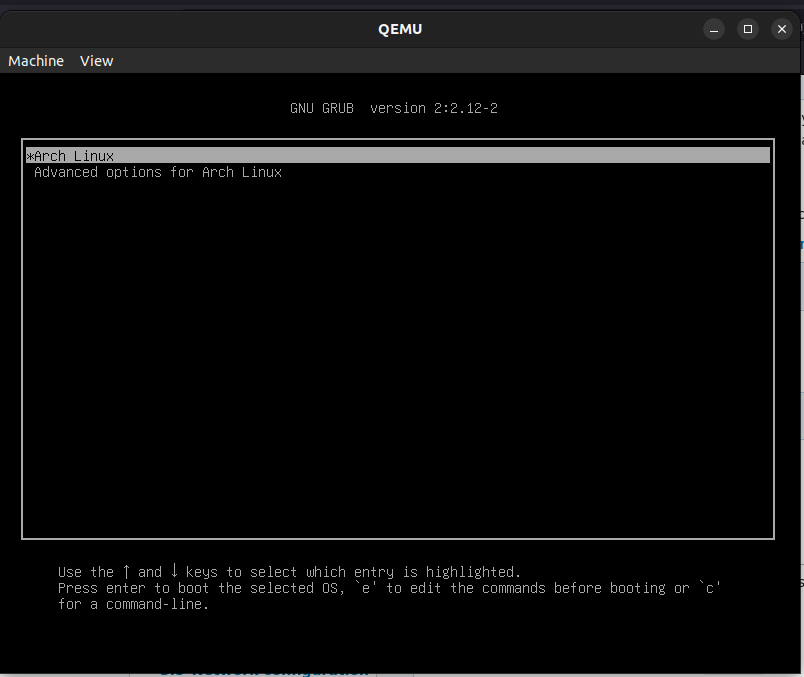 QEMU
Machine View
GNU GRUB version 2:2.12-2
*Arch Linux
Advanced options for Arch Linux
Use the ↑ and ↓ keys to select which entry is highlighted.
Press enter to boot the selected OS, `e' to edit the commands before booting or `c'
for a command-line.